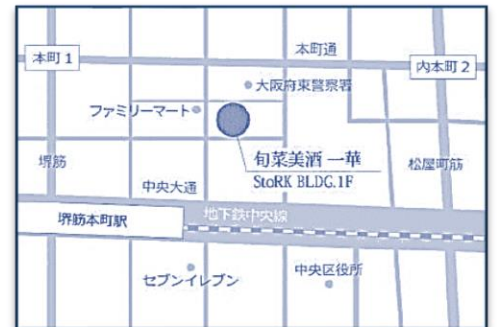 本町通
本町1
内本町2
大阪府東警察署
ファミリーマート
旬菜美酒 一華
StoRK BLDG.1F
堺筋
松屋町筋
中央大通
地下鉄中央線
堺筋本町駅
セブンイレブン
中央区役所